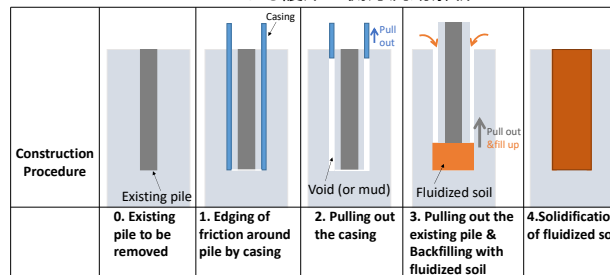 Casing
Pull
out
Pull out
&fill up
Construction
Procedure
Existing pile
Void (or mud)
Fluidized soil
0. Existing
pile to be
removed
1. Edging of
friction around
pile by casing
2. Pulling out
the casing
3. Pulling out the
existing pile &
Backfilling with
fluidized soil
4.Solidification
of fluidized